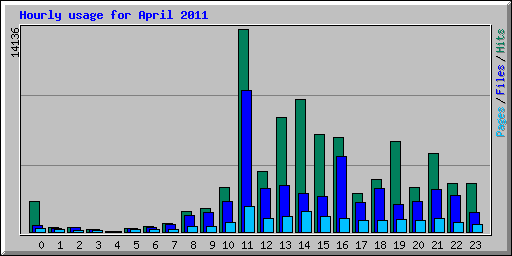 Hourly usage for April 2011
14136
Pages/Files/Hits
0 1 2 3 4 5 6 7 8 9 10 11 12 13 14 15 16 17 18 19 20 21 22 23